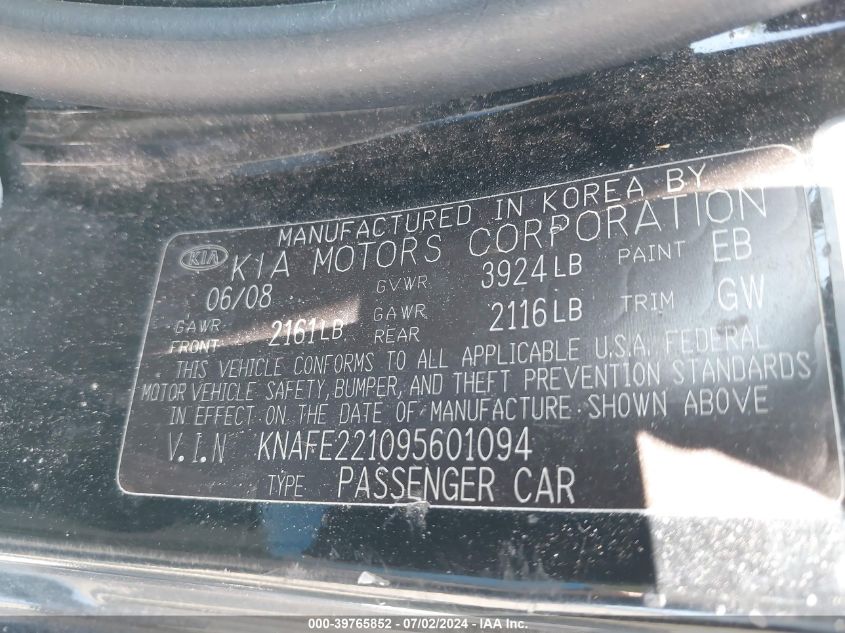 MANUFACTURED IN KOREA BY
KIA KIA MOTORS CORPORATION
06/08 GVWR 3924LB PAINT EB
GAWR FRONT 2161LB GAWR REAR 2116LB TRIM GW
THIS VEHICLE CONFORMS TO ALL APPLICABLE U.S.A. FEDERAL
MOTOR VEHICLE SAFETY, BUMPER, AND THEFT PREVENTION STANDARDS
IN EFFECT ON THE DATE OF MANUFACTURE SHOWN ABOVE
V.I.N KNAFE221095601094
TYPE PASSENGER CAR
000-39765852 - 07/02/2024 - IAAI.COM